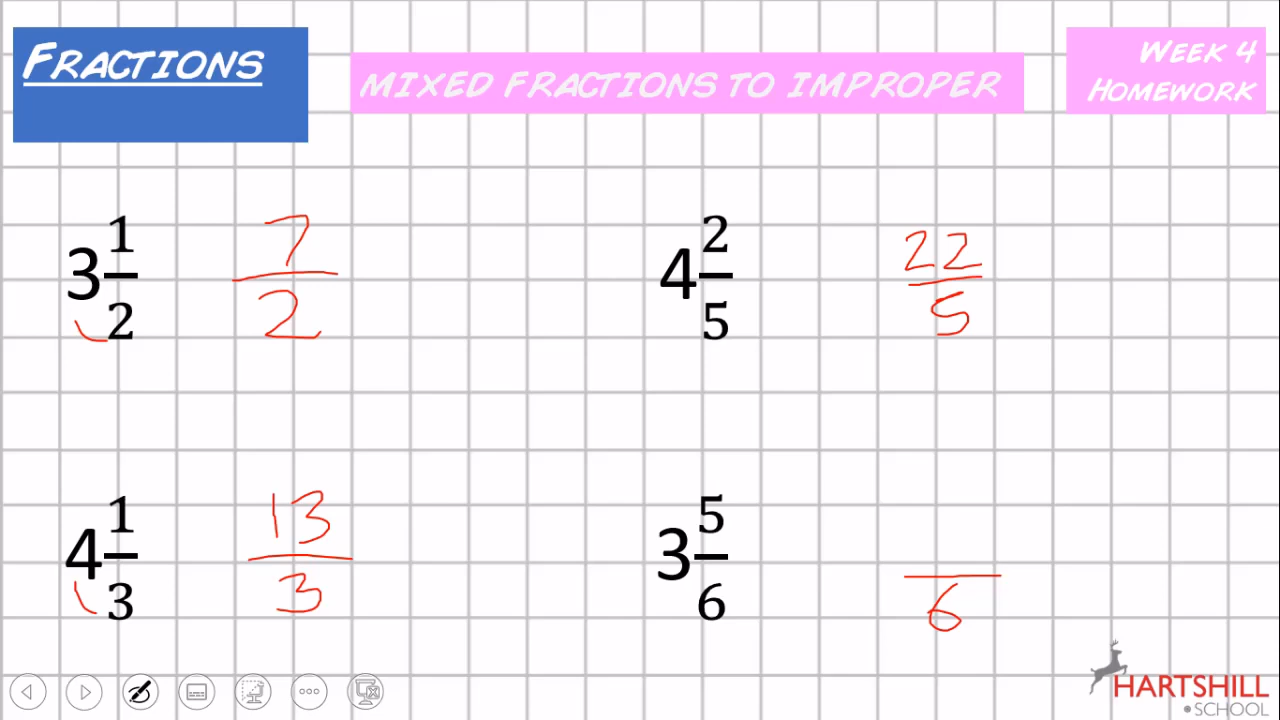 FRACTIONS
MIXED FRACTIONS TO IMPROPER
WEEK 4
HOMEWORK
3 1/2
7/2
4 2/5
22/5
4 1/3
13/3
3 5/6
/6
HARTSHILL
•SCHOOL